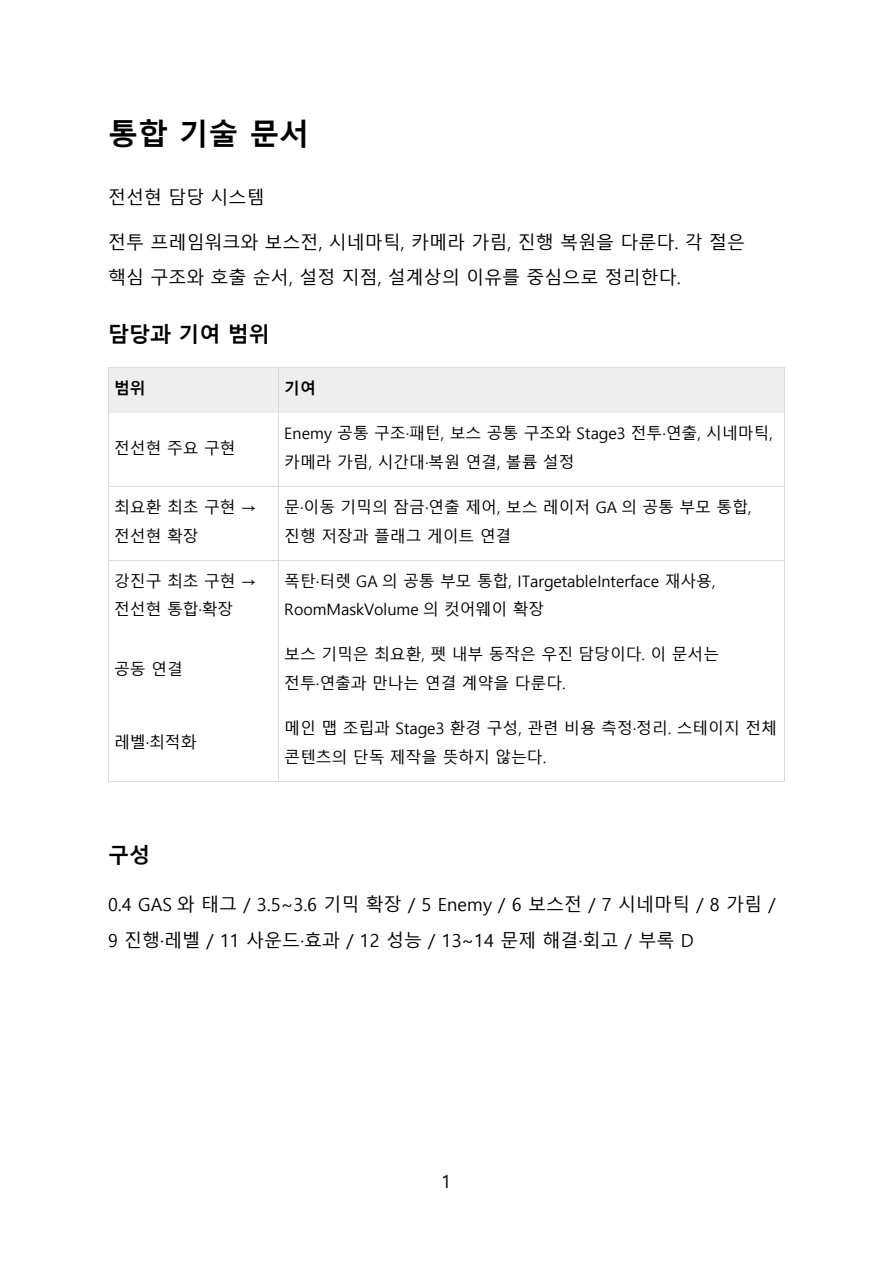 통합 기술 문서
전선현 담당 시스템
전투 프레임워크와 보스전, 시네마틱, 카메라 가림, 진행 복원을 다룬다. 각 절은
핵심 구조와 호출 순서, 설정 지점, 설계상의 이유를 중심으로 정리한다.
담당과 기여 범위
범위 기여
전선현 주요 구현
Enemy 공통 구조·패턴, 보스 공통 구조와 Stage3 전투·연출, 시네마틱,
카메라 가림, 시간대·복원 연결, 볼륨 설정
최요환 최초 구현 →
전선현 확장
문·이동 기믹의 잠금·연출 제어, 보스 레이저 GA 의 공통 부모 통합,
진행 저장과 플래그 게이트 연결
강진구 최초 구현 →
전선현 통합·확장
폭탄·터렛 GA 의 공통 부모 통합, ITargetableInterface 재사용,
RoomMaskVolume 의 컷어웨이 확장
공동 연결
보스 기믹은 최요환, 펫 내부 동작은 우진 담당이다. 이 문서는
전투·연출과 만나는 연결 계약을 다룬다.
레벨·최적화
메인 맵 조립과 Stage3 환경 구성, 관련 비용 측정·정리. 스테이지 전체
콘텐츠의 단독 제작을 뜻하지 않는다.
구성
0.4 GAS 와 태그 / 3.5~3.6 기믹 확장 / 5 Enemy / 6 보스전 / 7 시네마틱 / 8 가림 /
9 진행·레벨 / 11 사운드·효과 / 12 성능 / 13~14 문제 해결·회고 / 부록 D
1